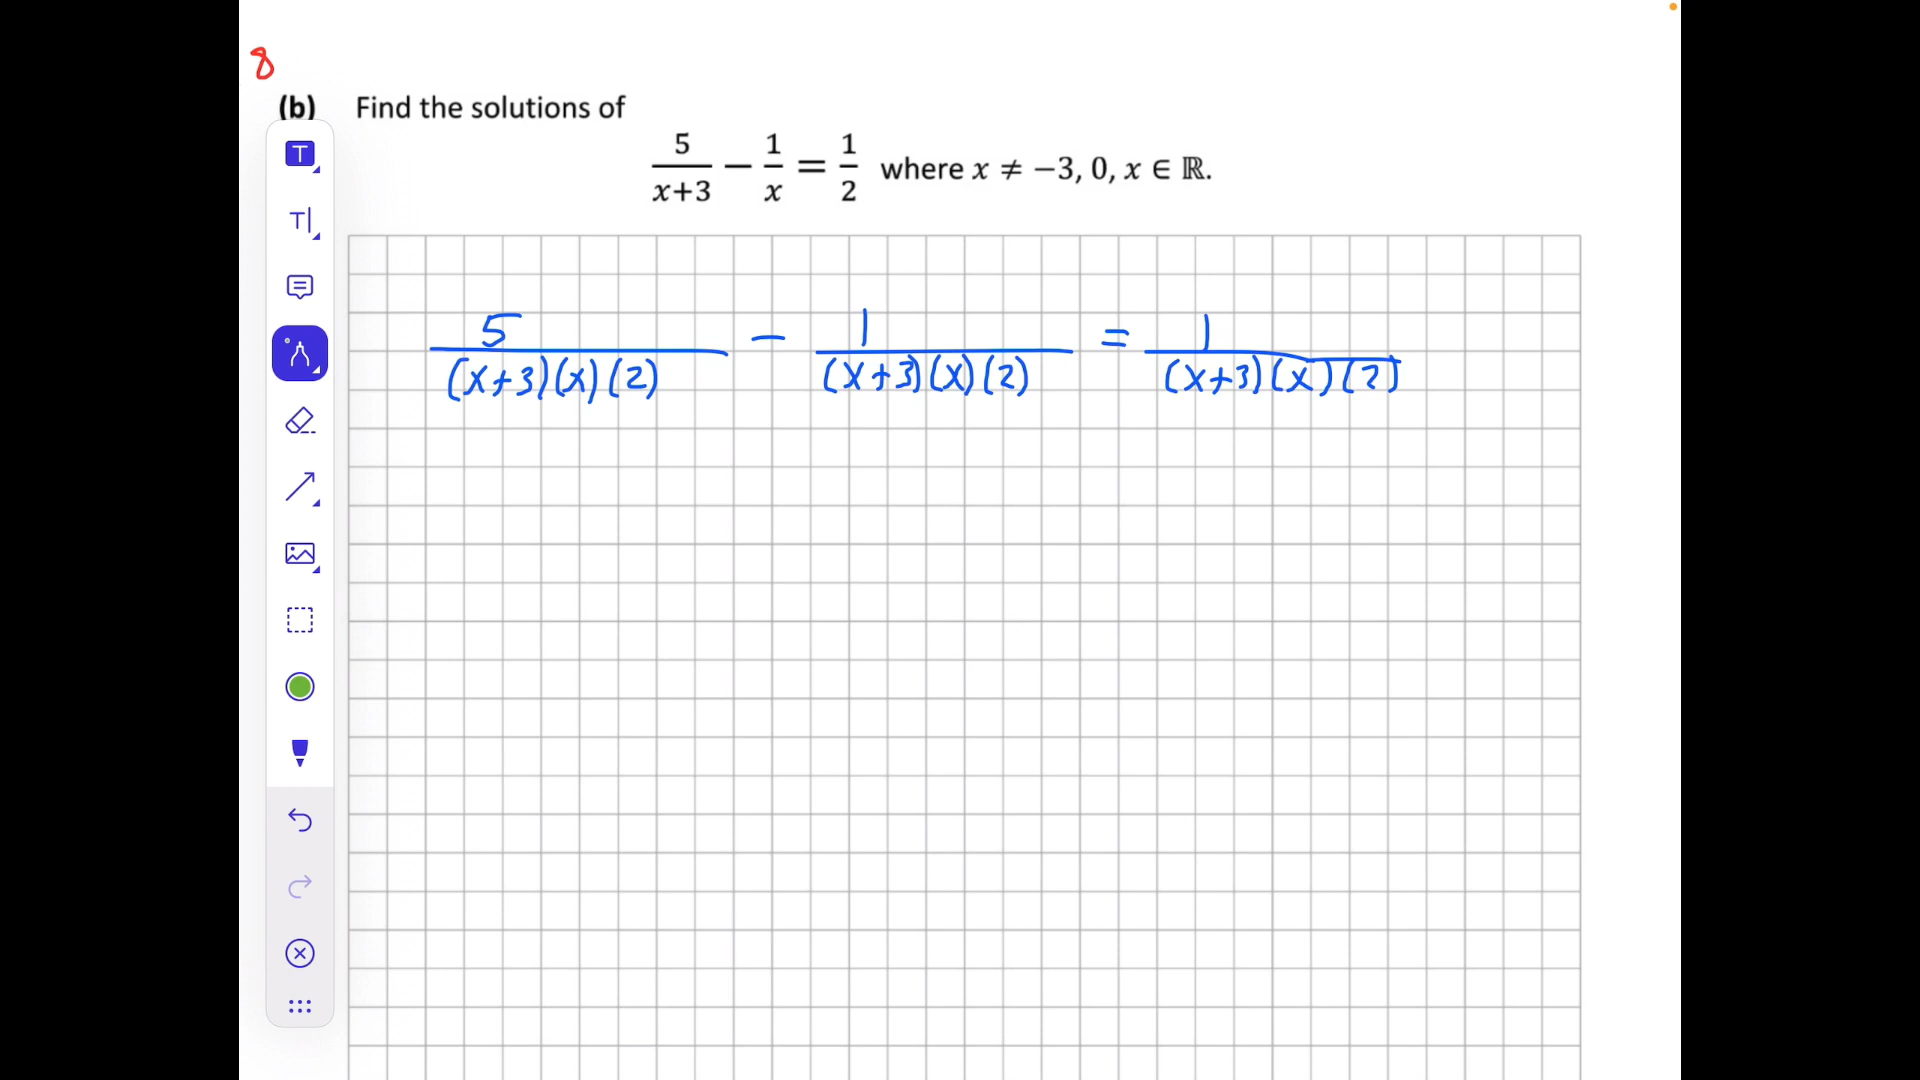 8
(b) Find the solutions of
5/(x+3) − 1/x = 1/2 where x ≠ −3, 0, x ∈ ℝ.
5/((x+3)(x)(2)) − 1/((x+3)(x)(2)) = 1/((x+3)(x)(2))
T
T|